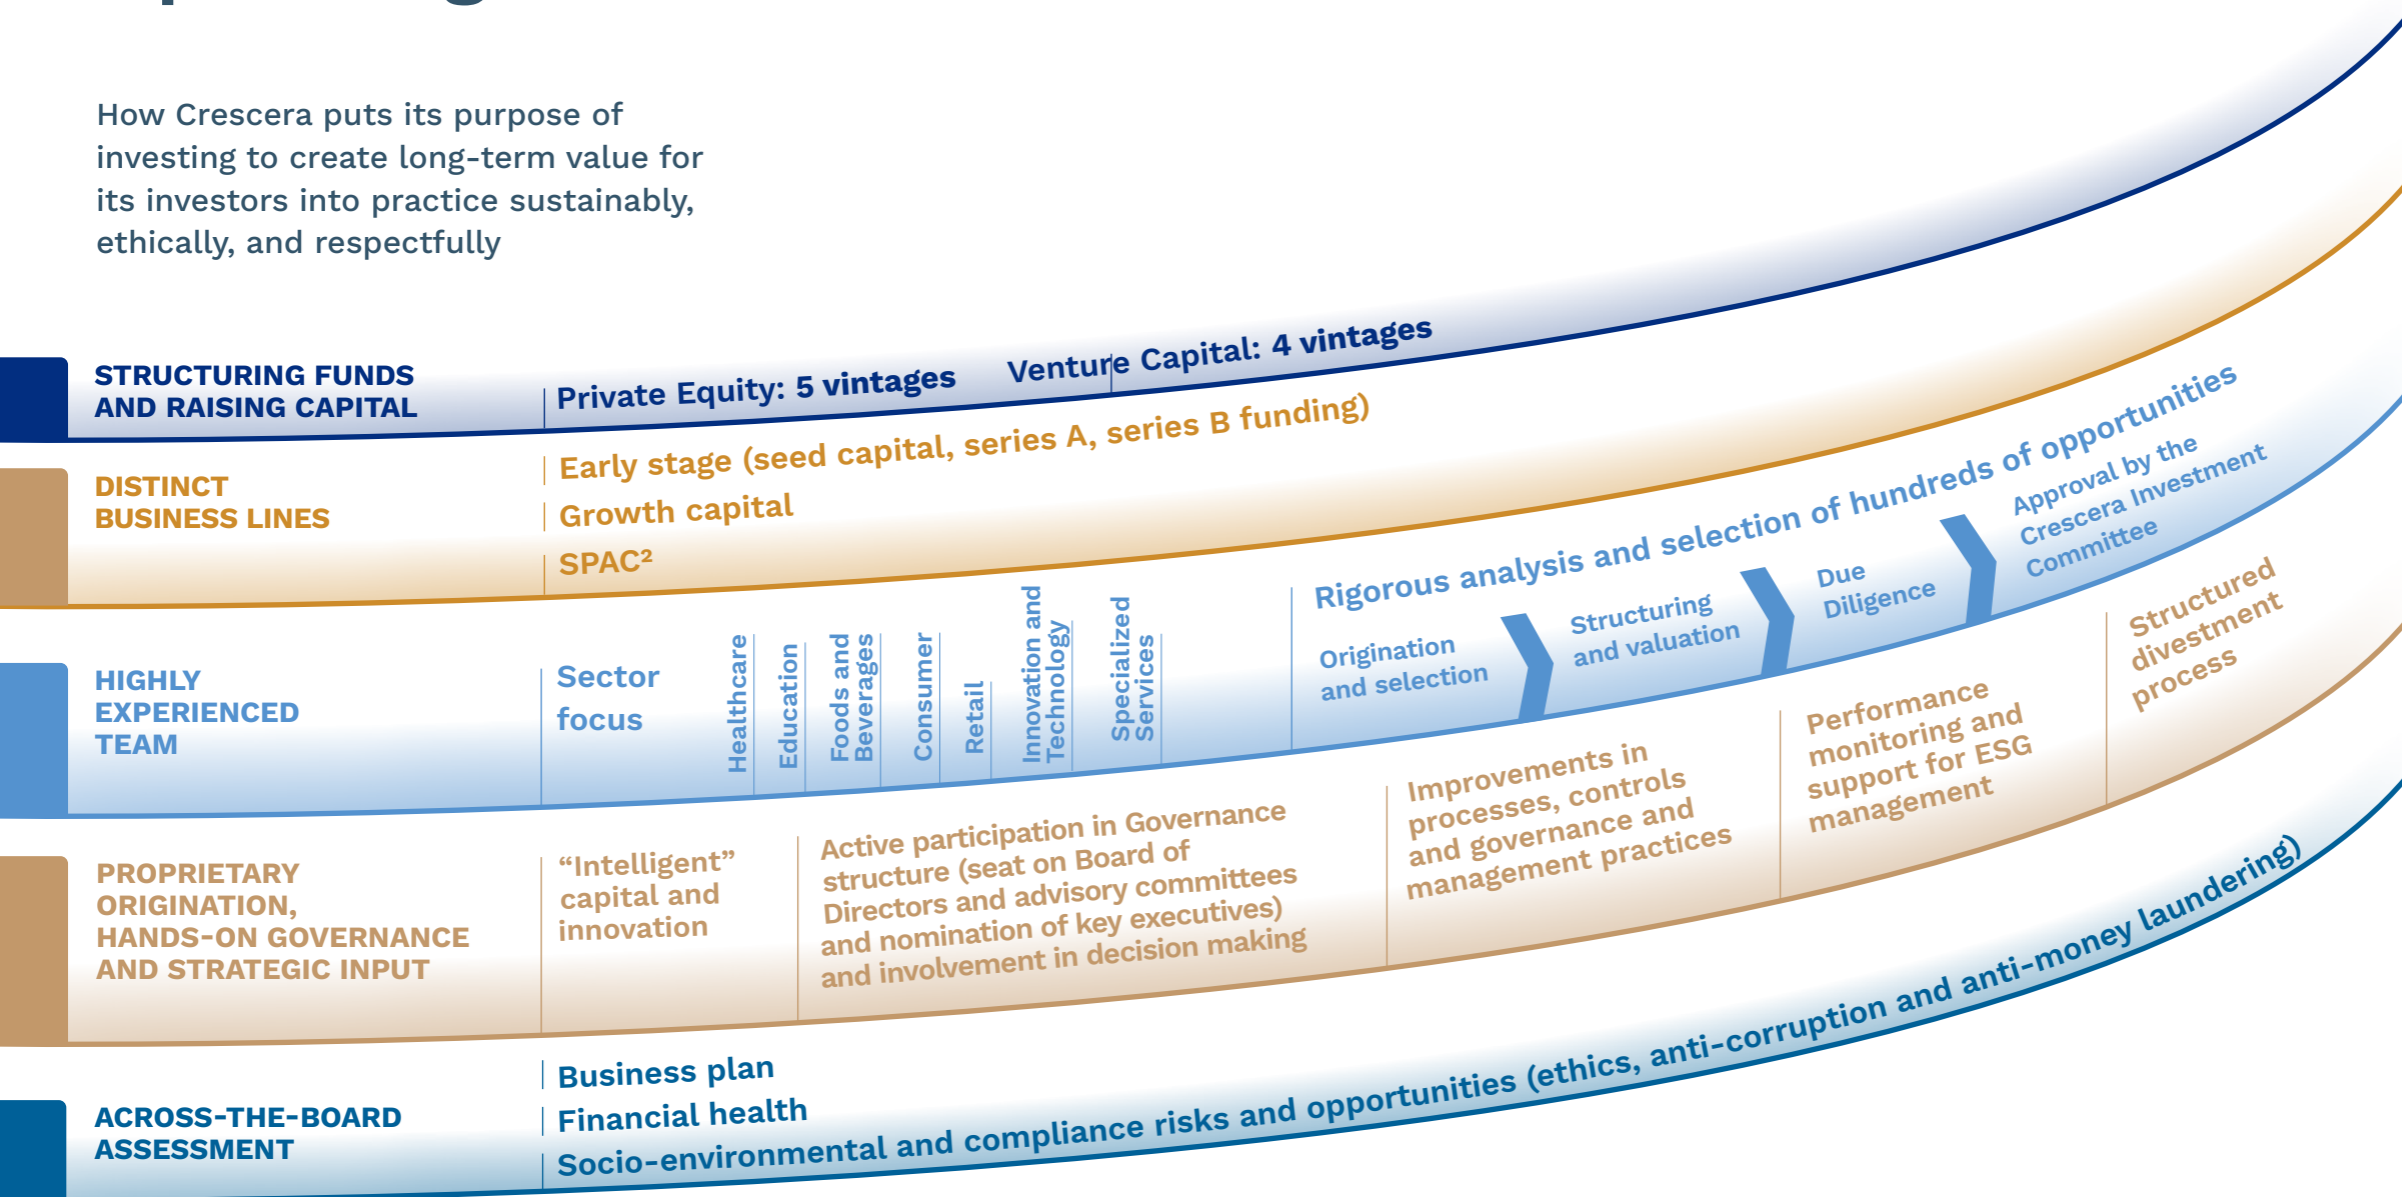 How Crescera puts its purpose of
investing to create long-term value for
its investors into practice sustainably,
ethically, and respectfully
STRUCTURING FUNDS
AND RAISING CAPITAL
Private Equity: 5 vintages
Venture Capital: 4 vintages
DISTINCT
BUSINESS LINES
Early stage (seed capital, series A, series B funding)
Growth capital
SPAC²
HIGHLY
EXPERIENCED
TEAM
Sector
focus
Healthcare
Education
Foods and
Beverages
Consumer
Retail
Innovation and
Technology
Specialized
Services
Rigorous analysis and selection of hundreds of opportunities
Origination
and selection
Structuring
and valuation
Due
Diligence
Approval by the
Crescera Investment
Committee
PROPRIETARY
ORIGINATION,
HANDS-ON GOVERNANCE
AND STRATEGIC INPUT
“Intelligent”
capital and
innovation
Active participation in Governance
structure (seat on Board of
Directors and advisory committees
and nomination of key executives)
and involvement in decision making
Improvements in
processes, controls
and governance and
management practices
Performance
monitoring and
support for ESG
management
Structured
divestment
process
ACROSS-THE-BOARD
ASSESSMENT
Business plan
Financial health
Socio-environmental and compliance risks and opportunities (ethics, anti-corruption and anti-money laundering)